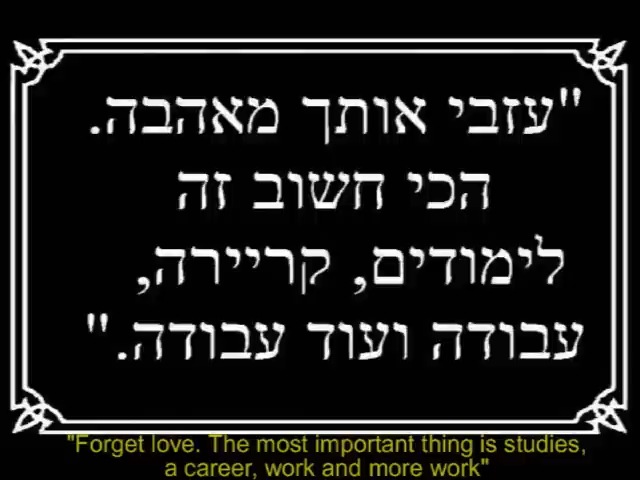 "עזבי אותך מאהבה.
הכי חשוב זה
לימודים, קריירה,
עבודה ועוד עבודה."
"Forget love. The most important thing is studies,
a career, work and more work"